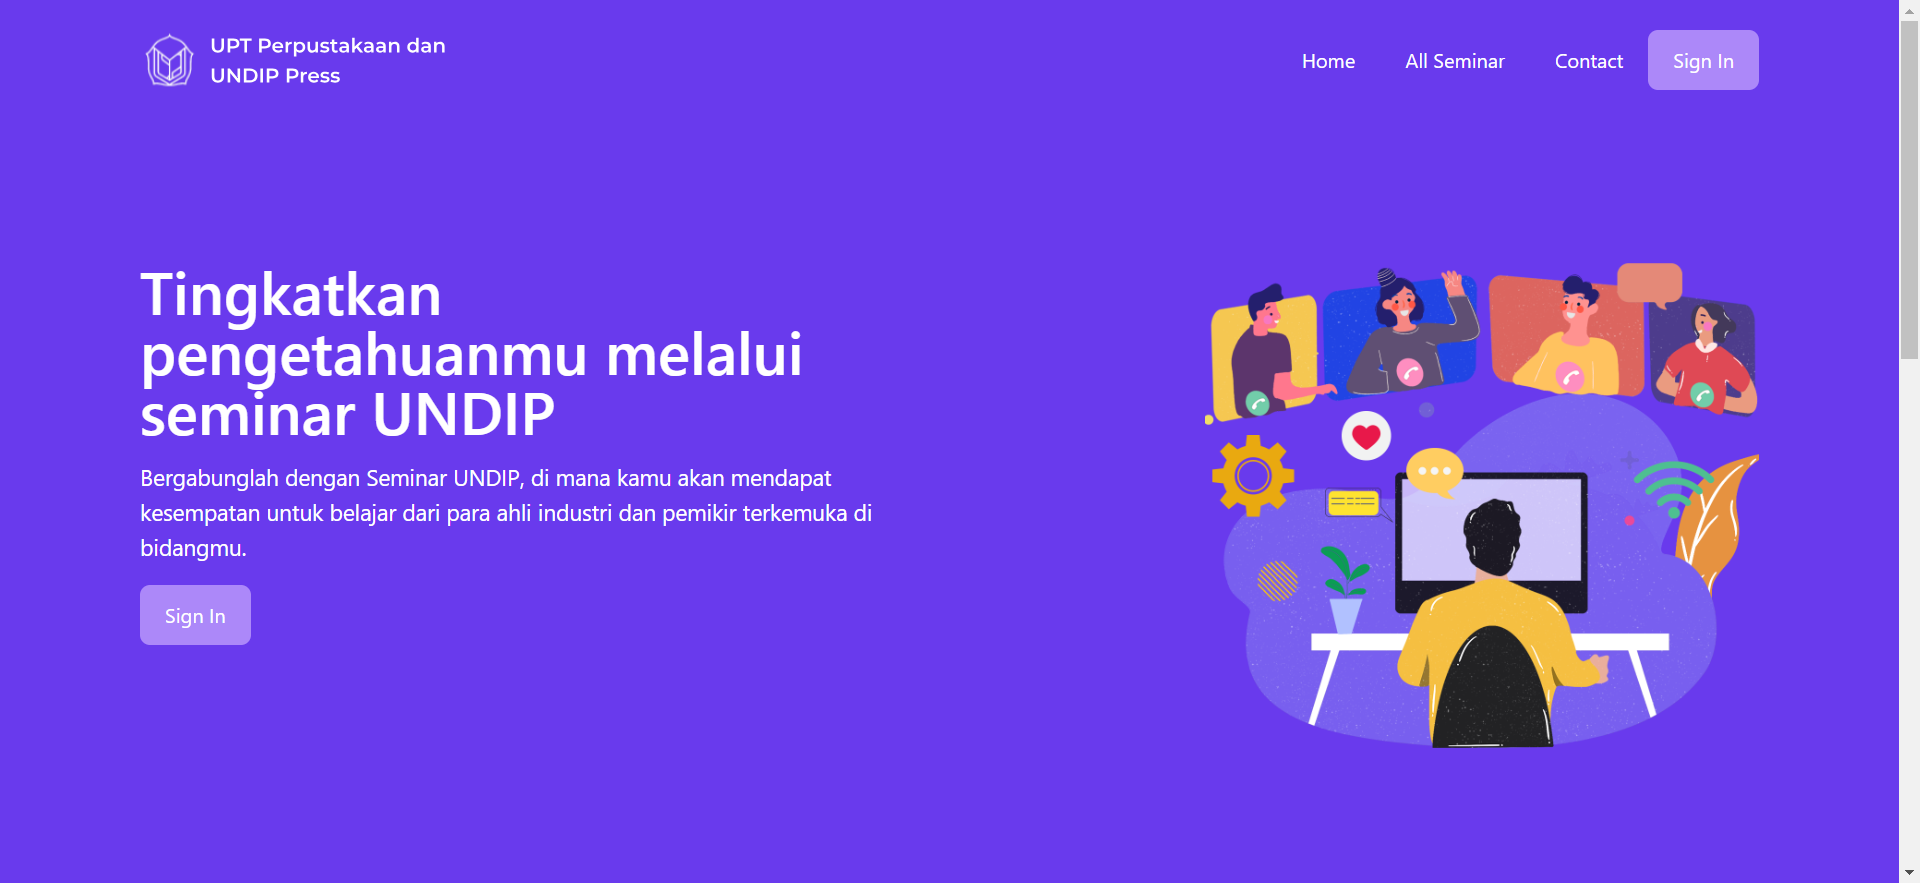 UPT Perpustakaan dan
UNDIP Press
Home
All Seminar
Contact
Sign In
Tingkatkan
pengetahuanmu melalui
seminar UNDIP
Bergabunglah dengan Seminar UNDIP, di mana kamu akan mendapat
kesempatan untuk belajar dari para ahli industri dan pemikir terkemuka di
bidangmu.
Sign In